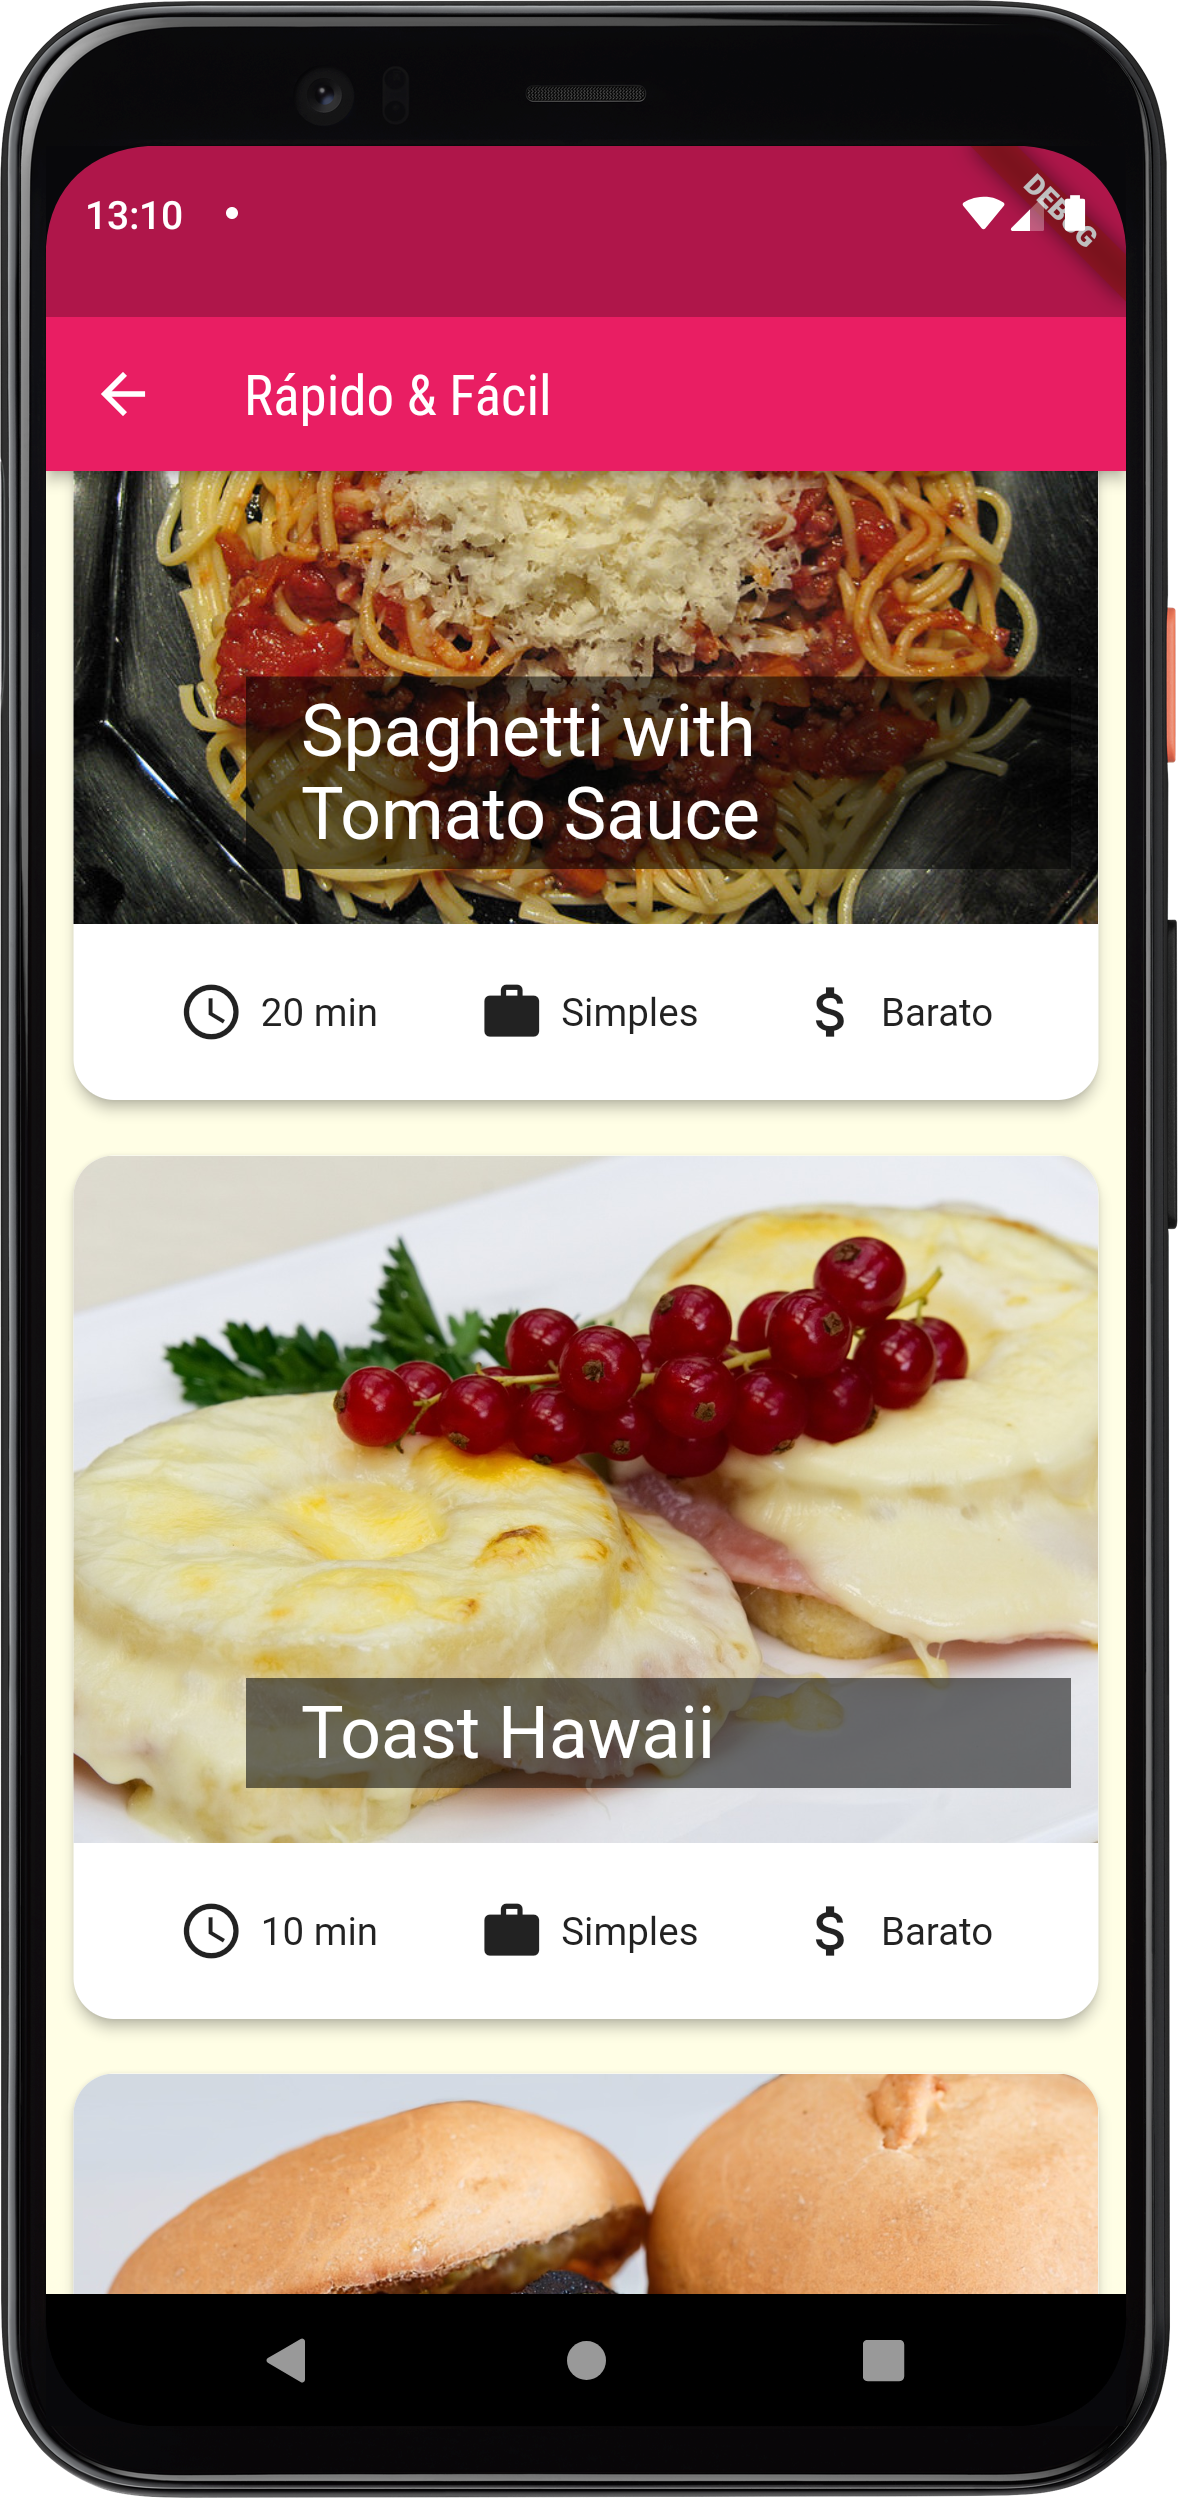 13:10
DEBUG
Rápido & Fácil
Spaghetti with
Tomato Sauce
20 min Simples Barato
Toast Hawaii
10 min Simples Barato